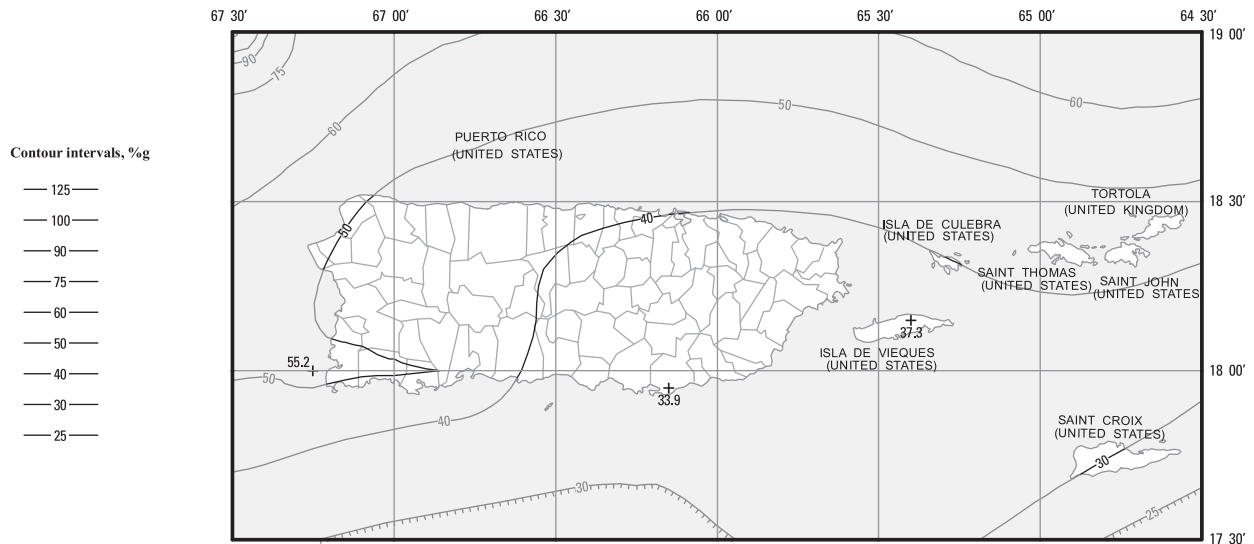 67 30' 67 00' 66 30' 66 00' 65 30' 65 00' 64 30'
19 00'
90
75
60
50
60
PUERTO RICO
(UNITED STATES)
Contour intervals, %g
125
100
90
75
60
50
40
30
25
TORTOLA
(UNITED KINGDOM)
18 30'
50
40
ISLA DE CULEBRA
(UNITED STATES)
SAINT THOMAS
(UNITED STATES)
SAINT JOHN
(UNITED STATES
37.3
ISLA DE VIEQUES
(UNITED STATES)
55.2
18 00'
50
33.9
40
SAINT CROIX
(UNITED STATES)
30
30
25
17 30'